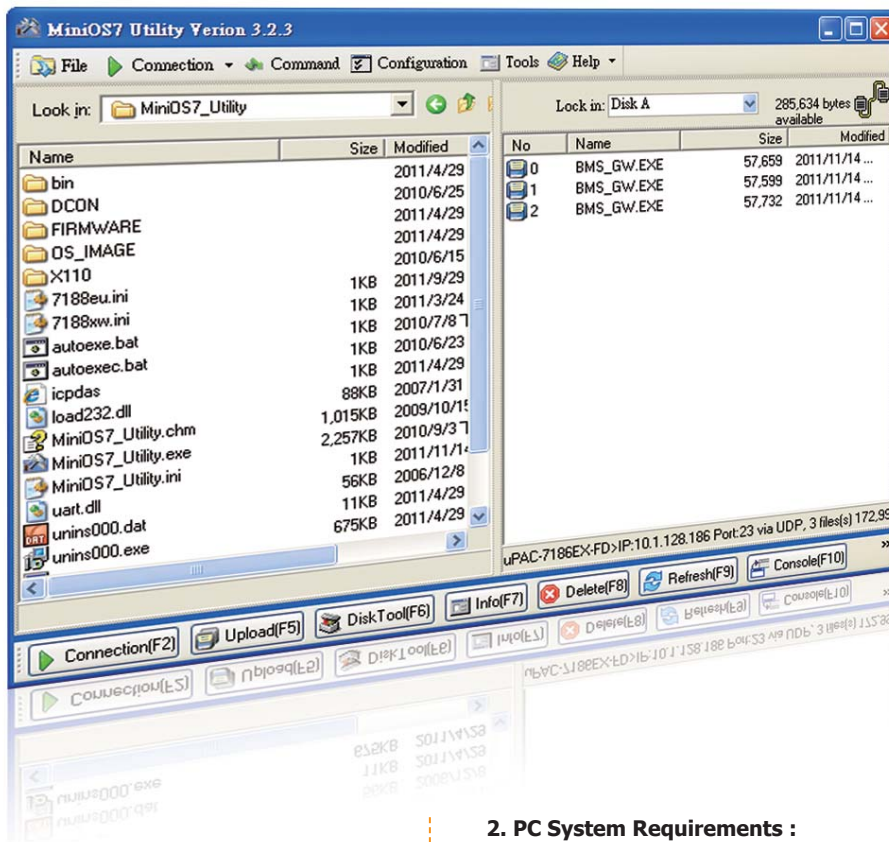 MiniOS7 Utility Verion 3.2.3
File Connection Command Configuration Tools Help
Look in: MiniOS7_Utility
Name Size Modified
bin 2011/4/29
DCON 2010/6/25
FIRMWARE 2011/4/29
OS_IMAGE 2011/4/29
X110 2010/6/15
7188eu.ini 1KB 2011/9/29
7188xw.ini 1KB 2011/3/24
autoexe.bat 1KB 2010/7/8
autoexec.bat 1KB 2010/6/23
icpdas 1KB 2011/4/29
load232.dll 88KB 2007/1/31
MiniOS7_Utility.chm 1,015KB 2009/10/15
MiniOS7_Utility.exe 2,257KB 2010/9/3
MiniOS7_Utility.ini 1KB 2011/11/14
uart.dll 56KB 2006/12/8
unins000.dat 11KB 2011/4/29
unins000.exe 675KB 2011/4/29
Lock in: Disk A 285,634 bytes available
No Name Size Modified
0 BMS_GW.EXE 57,659 2011/11/14 ...
1 BMS_GW.EXE 57,599 2011/11/14 ...
2 BMS_GW.EXE 57,732 2011/11/14 ...
uPAC-7186EX-FD>IP:10.1.128.186 Port:23 via UDP, 3 files(s) 172,99
Connection(F2) Upload(F5) DiskTool(F6) Info(F7) Delete(F8) Refresh(F9) Console(F10)
2. PC System Requirements :